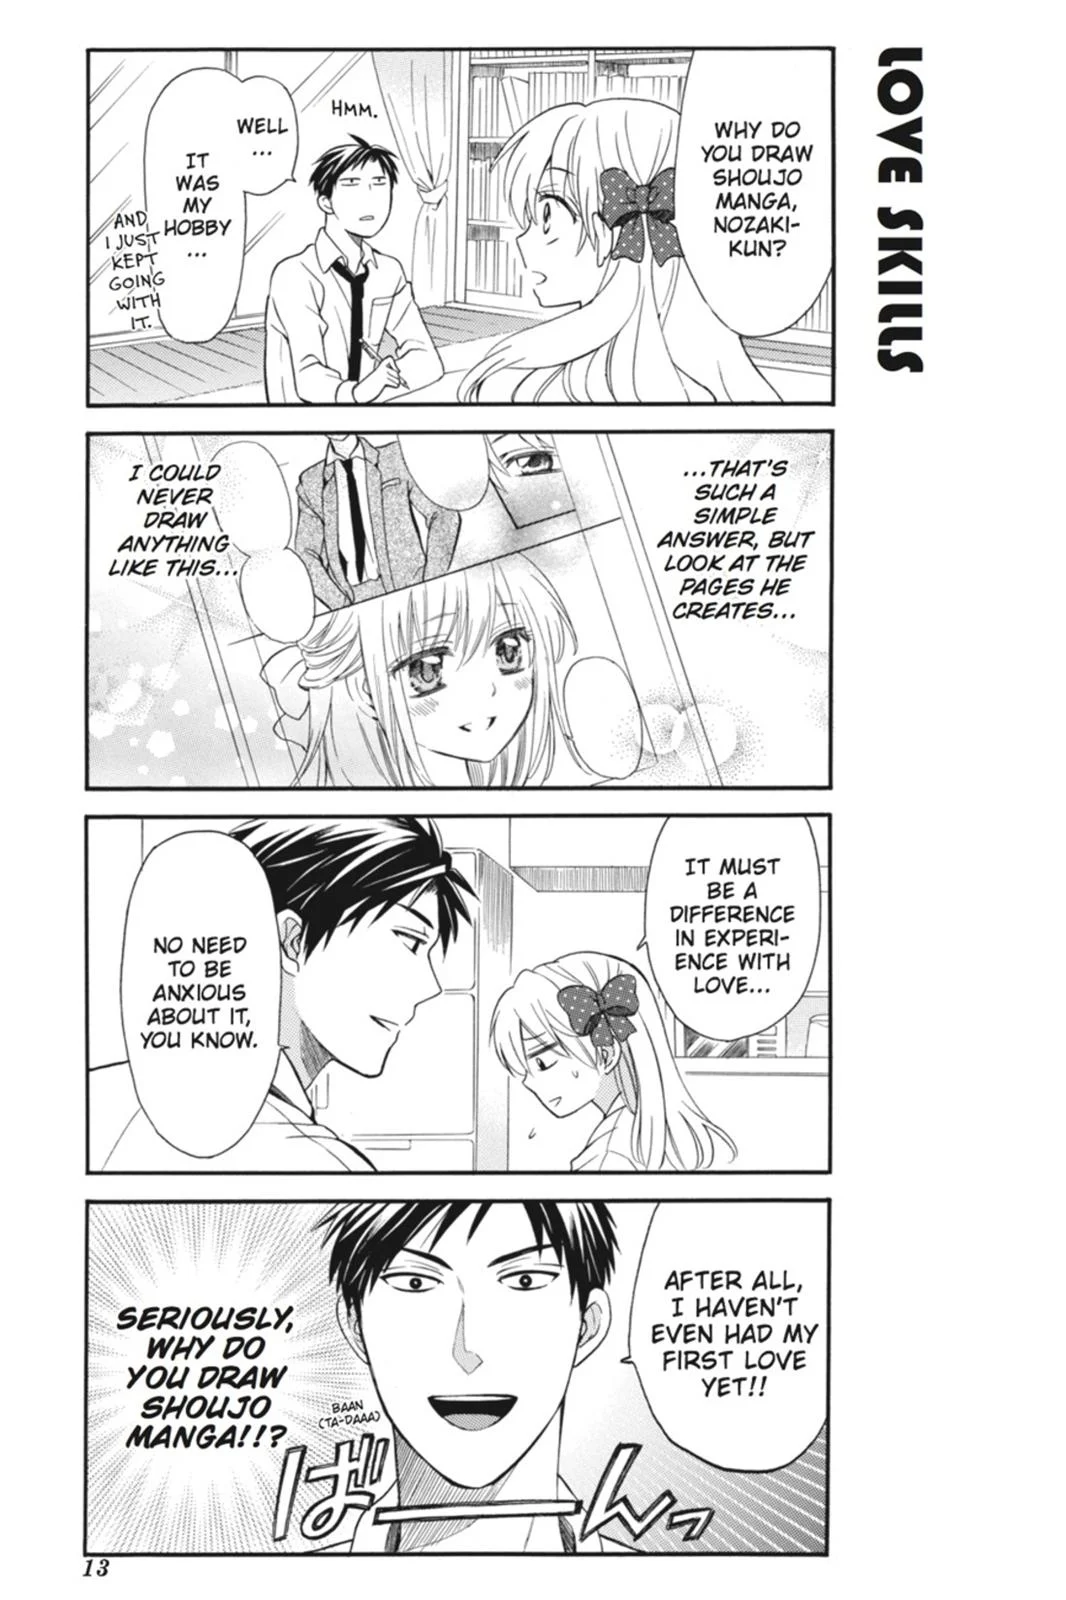 LOVE SKILLS
WHY DO
YOU DRAW
SHOUJO
MANGA,
NOZAKI-
KUN?
HMM.
WELL
...
IT
WAS
MY
HOBBY
...
AND
I JUST
KEPT
GOING
WITH
IT.
...THAT'S
SUCH A
SIMPLE
ANSWER, BUT
LOOK AT THE
PAGES HE
CREATES...
I COULD
NEVER
DRAW
ANYTHING
LIKE THIS...
IT MUST
BE A
DIFFERENCE
IN EXPERI-
ENCE WITH
LOVE...
NO NEED
TO BE
ANXIOUS
ABOUT IT,
YOU KNOW.
AFTER ALL,
I HAVEN'T
EVEN HAD MY
FIRST LOVE
YET!!
SERIOUSLY,
WHY DO
YOU DRAW
SHOUJO
MANGA!!?
BAAN
(TA-DAAA)
ばーんっ
13